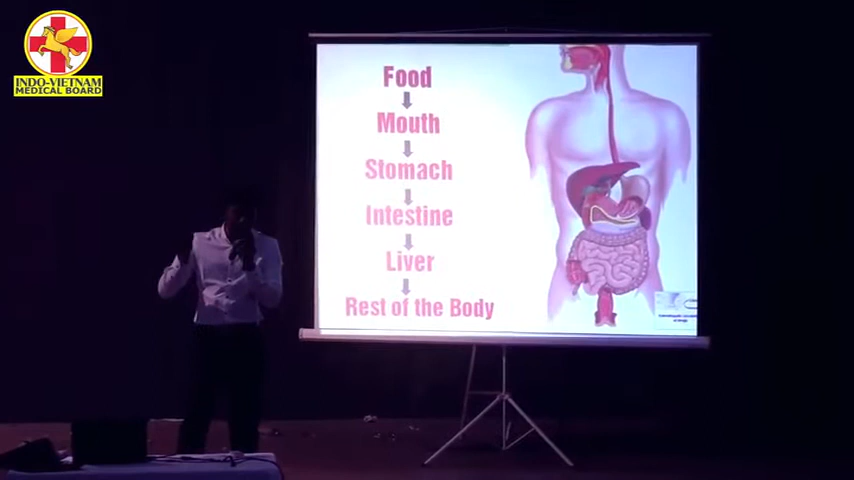 INDO-VIETNAM
MEDICAL BOARD
Food
Mouth
Stomach
Intestine
Liver
Rest of the Body